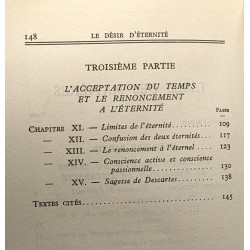 148 LE DÉSIR D'ÉTERNITÉ
TROISIÈME PARTIE
L'ACCEPTATION DU TEMPS
ET LE RENONCEMENT
A L'ÉTERNITÉ
PAGES
CHAPITRE XI. — Limites de l'éternité..... 109
— XII. — Confusion des deux éternités... 117
— XIII. — Le renoncement à l'éternel.... 123
— XIV. — Conscience active et conscience
passionnelle............. 130
— XV. — Sagesse de Descartes........ 138
TEXTES CITÉS....................... 145